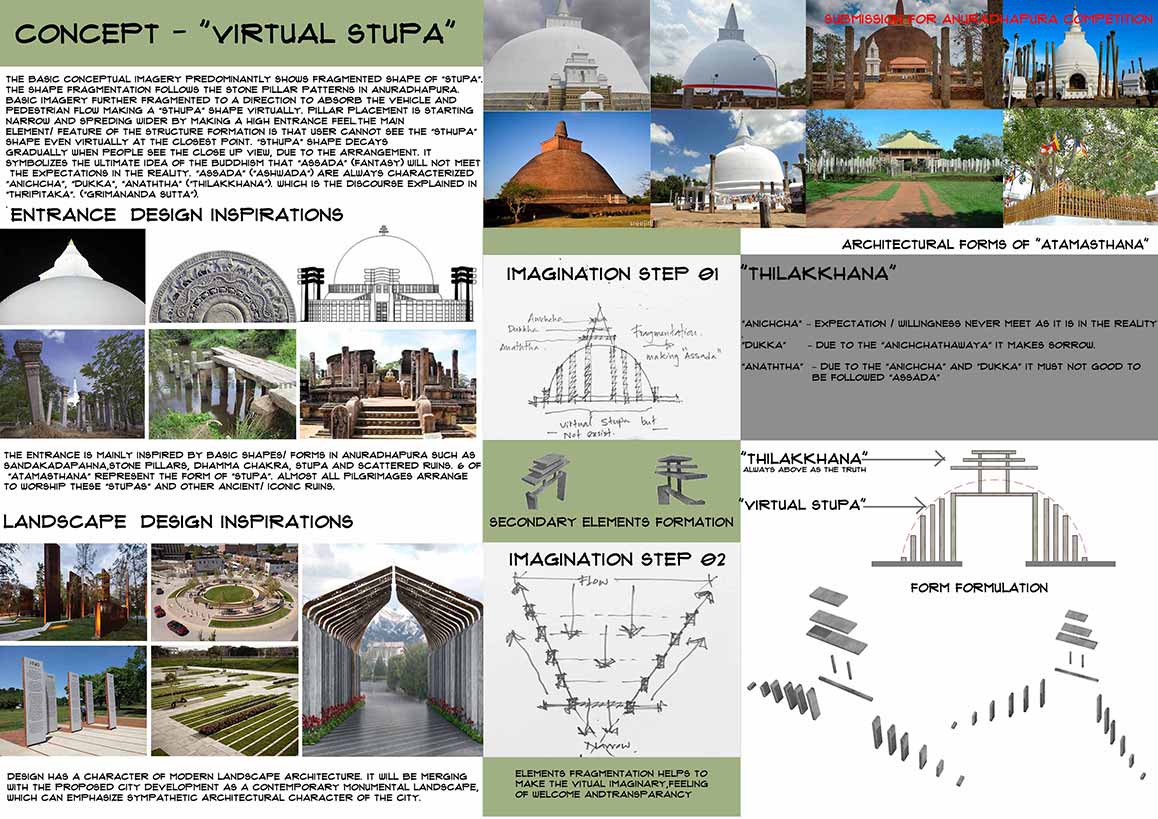 CONCEPT - "VIRTUAL STUPA"
THE BASIC CONCEPTUAL IMAGERY PREDOMINANTLY SHOWS FRAGMENTED SHAPE OF "STUPA".
THE SHAPE FRAGMENTATION FOLLOWS THE STONE PILLAR PATTERNS IN ANURADHAPURA.
BASIC IMAGERY FURTHER FRAGMENTED TO A DIRECTION TO ABSORB THE VEHICLE AND
PEDESTRIAN FLOW MAKING A "STHUPA" SHAPE VIRTUALLY. PILLAR PLACEMENT IS STARTING
NARROW AND SPREDING WIDER BY MAKING A HIGH ENTRANCE FEEL.THE MAIN
ELEMENT/ FEATURE OF THE STRUCTURE FORMATION IS THAT USER CANNOT SEE THE "STHUPA"
SHAPE EVEN VIRTUALLY AT THE CLOSEST POINT. "STHUPA" SHAPE DECAYS
GRADUALLY WHEN PEOPLE SEE THE CLOSE UP VIEW, DUE TO THE ARRANGEMENT. IT
SYMBOLIZES THE ULTIMATE IDEA OF THE BUDDHISM THAT "ASSADA" (FANTASY) WILL NOT MEET
THE EXPECTATIONS IN THE REALITY. "ASSADA" ("ASHWADA") ARE ALWAYS CHARACTERIZED
"ANICHCHA", "DUKKA", "ANATHTHA" ("THILAKKHANA"). WHICH IS THE DISCOURSE EXPLAINED IN
"THRIPITAKA". ("GRIMANANDA SUTTA").
ENTRANCE DESIGN INSPIRATIONS
THE ENTRANCE IS MAINLY INSPIRED BY BASIC SHAPES/ FORMS IN ANURADHAPURA SUCH AS
SANDAKADAPAHNA,STONE PILLARS, DHAMMA CHAKRA, STUPA AND SCATTERED RUINS. 6 OF
"ATAMASTHANA" REPRESENT THE FORM OF "STUPA". ALMOST ALL PILGRIMAGES ARRANGE
TO WORSHIP THESE "STUPAS" AND OTHER ANCIENT/ ICONIC RUINS.
LANDSCAPE DESIGN INSPIRATIONS
DESIGN HAS A CHARACTER OF MODERN LANDSCAPE ARCHITECTURE. IT WILL BE MERGING
WITH THE PROPOSED CITY DEVELOPMENT AS A CONTEMPORARY MONUMENTAL LANDSCAPE,
WHICH CAN EMPHASIZE SYMPATHETIC ARCHITECTURAL CHARACTER OF THE CITY.
SUBMISSION FOR ANURADHAPURA COMPETITION
ARCHITECTURAL FORMS OF "ATAMASTHANA"
IMAGINATION STEP 01
Anichcha
Dukkha
Anaththa
Fragmentation.
making "Assada"
virtual Stupa but
Not exsist.
SECONDARY ELEMENTS FORMATION
IMAGINATION STEP 02
Flow
Narrow
ELEMENTS FRAGMENTATION HELPS TO
MAKE THE VITUAL IMAGINARY,FEELING
OF WELCOME ANDTRANSPARANCY
"THILAKKHANA"
"ANICHCHA" - EXPECTATION / WILLINGNESS NEVER MEET AS IT IS IN THE REALITY
"DUKKA" - DUE TO THE "ANICHCHATHAWAYA" IT MAKES SORROW.
"ANATHTHA" - DUE TO THE "ANICHCA" AND "DUKKA" IT MUST NOT GOOD TO
BE FOLLOWED "ASSADA"
"THILAKKHANA"
ALWAYS ABOVE AS THE TRUTH
"VIRTUAL STUPA"
FORM FORMULATION